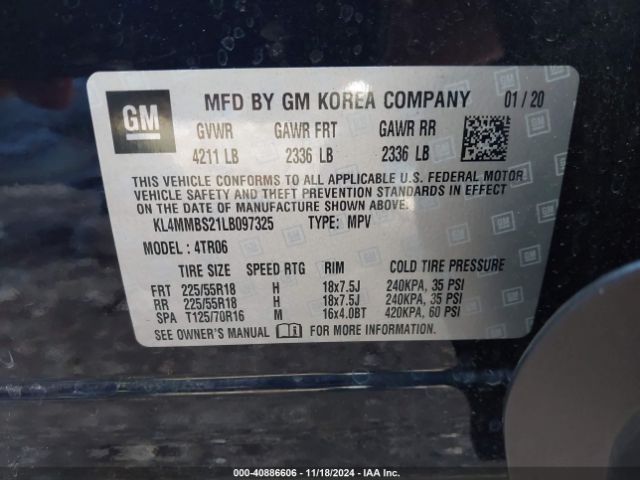 GM MFD BY GM KOREA COMPANY 01/20
GVWR GAWR FRT GAWR RR
4211 LB 2336 LB 2336 LB
THIS VEHICLE CONFORMS TO ALL APPLICABLE U.S. FEDERAL MOTOR
VEHICLE SAFETY AND THEFT PREVENTION STANDARDS IN EFFECT
ON THE DATE OF MANUFACTURE SHOWN ABOVE.
KL4MMBS21LB097325 TYPE: MPV
MODEL: 4TR06
TIRE SIZE SPEED RTG RIM COLD TIRE PRESSURE
FRT 225/55R18 H 18x7.5J 240KPA, 35 PSI
RR 225/55R18 H 18x7.5J 240KPA, 35 PSI
SPA T125/70R16 M 16x4.0BT 420KPA, 60 PSI
SEE OWNER'S MANUAL FOR MORE INFORMATION.
000-40886606 - 11/18/2024 - IAA Inc.